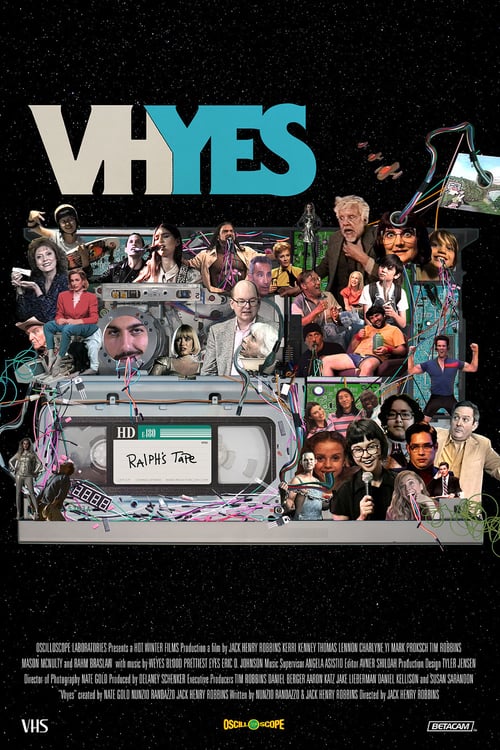 VHYES
HD E-180
RALPH'S TAPE
OSCILLOSCOPE LABORATORIES Presents a HOT WINTER FILMS Production a film by JACK HENRY ROBBINS KERRI KENNEY THOMAS LENNON CHARLYNE YI MARK PROKSCH TIM ROBBINS
MASON MCNULTY and RAHM BRASLAW with music by WEYES BLOOD PRETTIEST EYES ERIC D. JOHNSON Music Supervisor ANGELA ASISTIO Editor AVNER SHILOAH Production Design TYLER JENSEN
Director of Photography NATE GOLD Produced by DELANEY SCHENKER Executive Producers TIM ROBBINS DANIEL BERGER AARON KATZ JAKE LIEBERMAN DANIEL KELLISON and SUSAN SARANDON
"Vhyes" created by NATE GOLD NUNZIO RANDAZZO JACK HENRY ROBBINS Written by NUNZIO RANDAZZO & JACK HENRY ROBBINS Directed by JACK HENRY ROBBINS
VHS
OSCILLOSCOPE
BETACAM